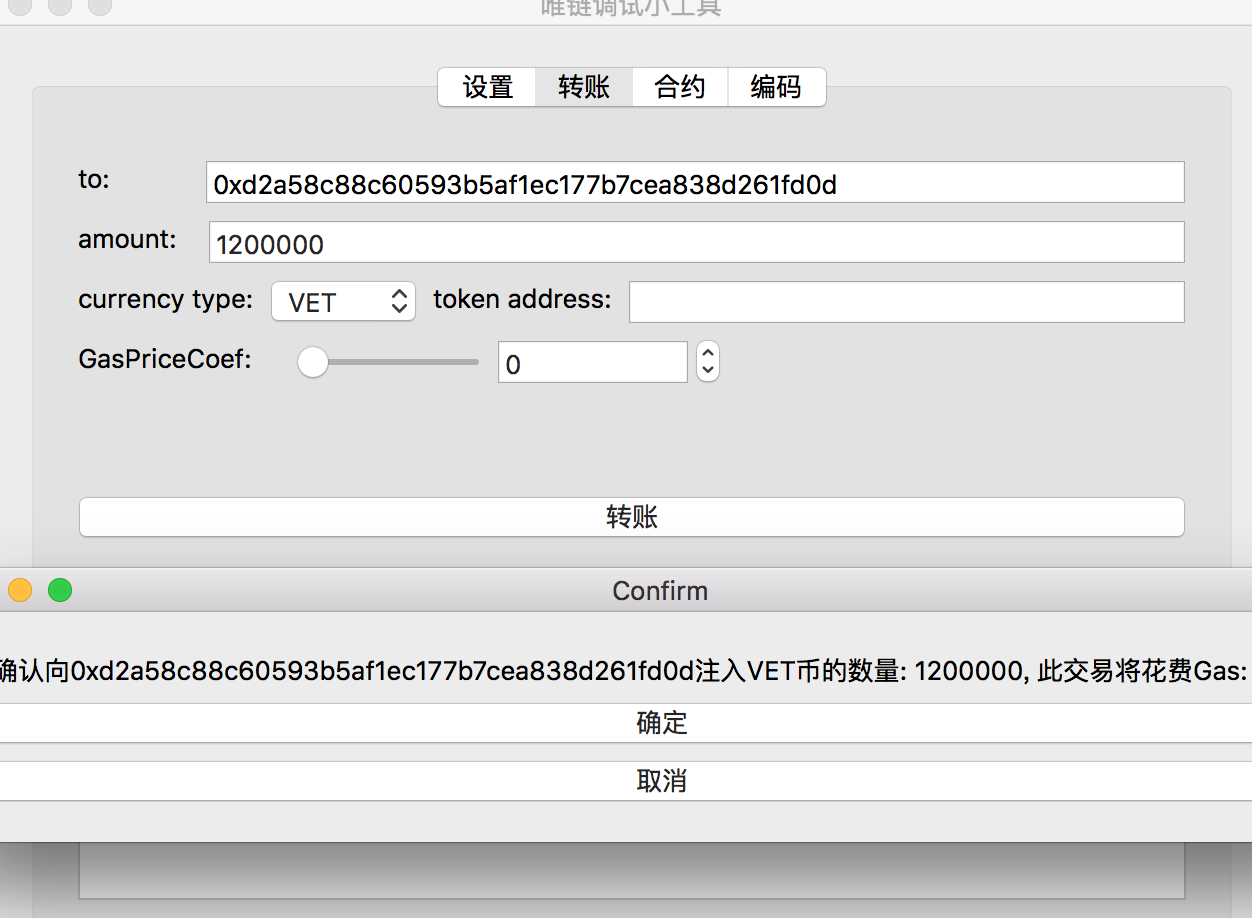 唯链调试小工具
设置 转账 合约 编码
to: 0xd2a58c88c60593b5af1ec177b7cea838d261fd0d
amount: 1200000
currency type: VET token address:
GasPriceCoef: 0
转账
Confirm
确认向0xd2a58c88c60593b5af1ec177b7cea838d261fd0d注入VET币的数量: 1200000, 此交易将花费Gas:
确定
取消